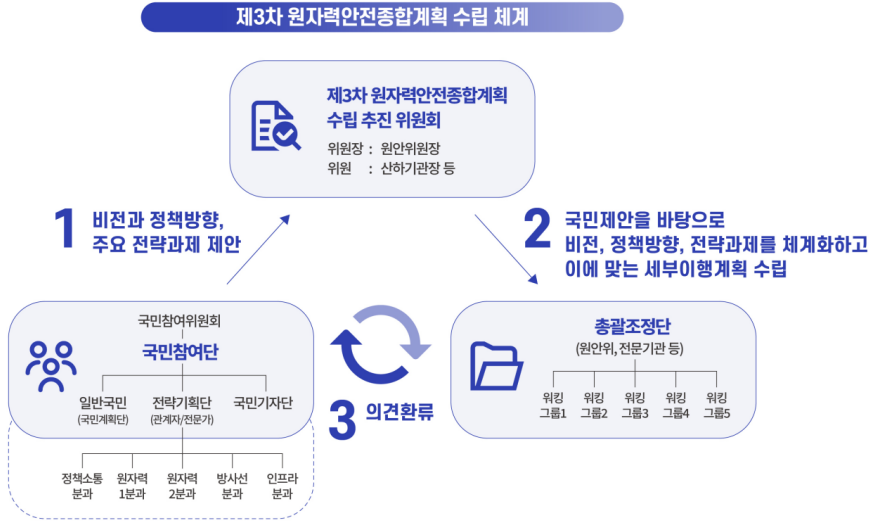 제3차 원자력안전종합계획 수립 체계
제3차 원자력안전종합계획
수립 추진 위원회
위원장 : 원안위원장
위원 : 산하기관장 등
1 비전과 정책방향,
주요 전략과제 제안
2 국민제안을 바탕으로
비전, 정책방향, 전략과제를 체계화하고
이에 맞는 세부이행계획 수립
국민참여위원회
국민참여단
일반국민
(국민계획단)
전략기획단
(관계자/전문가)
국민기자단
정책소통
분과
원자력
1분과
원자력
2분과
방사선
분과
인프라
분과
3 의견환류
총괄조정단
(원안위, 전문기관 등)
워킹
그룹1
워킹
그룹2
워킹
그룹3
워킹
그룹4
워킹
그룹5